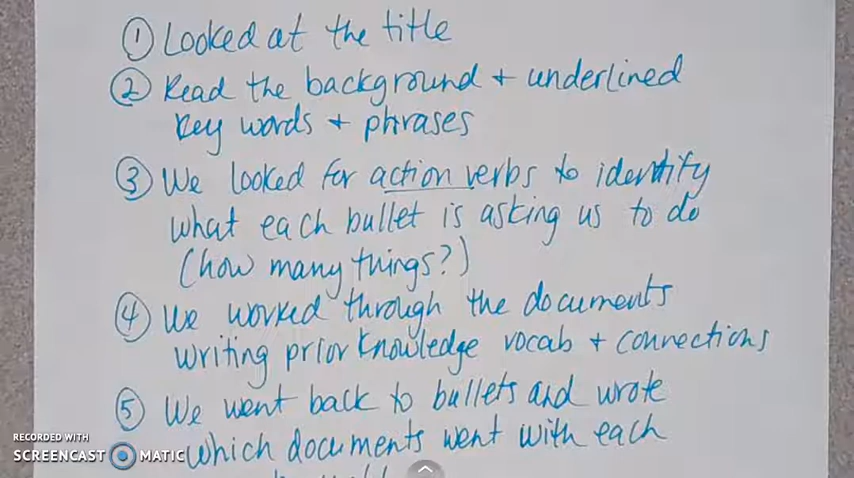 ① Looked at the title
② Read the background + underlined
key words + phrases
③ We looked for action verbs to identify
what each bullet is asking us to do
(how many things?)
④ We worked through the documents
writing prior knowledge vocab + connections
⑤ We went back to bullets and wrote
which documents went with each
RECORDED WITH
SCREENCAST MATIC